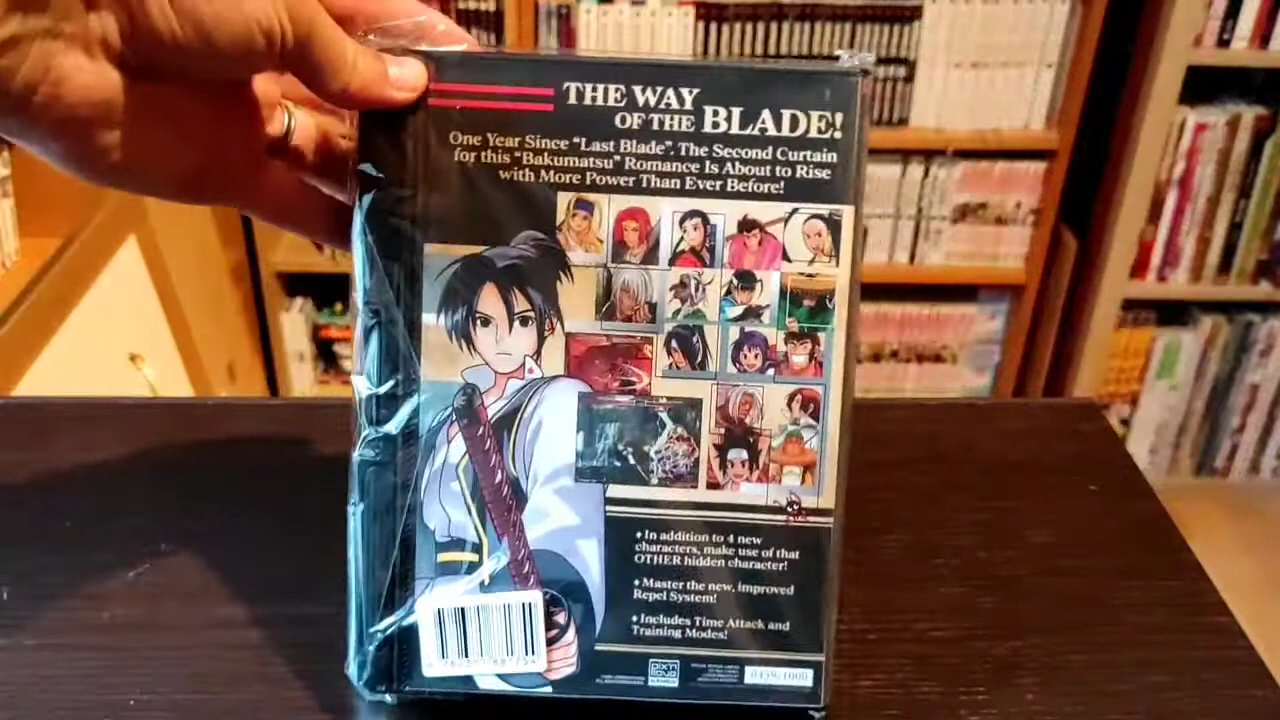 THE WAY
OF THE BLADE!
One Year Since “Last Blade”. The Second Curtain
for this “Bakumatsu” Romance Is About to Rise
with More Power Than Ever Before!
♦ In addition to 4 new
characters, make use of that
OTHER hidden character!
♦ Master the new, improved
Repel System!
♦ Includes Time Attack and
Training Modes!
pix'n
love
0439/1000